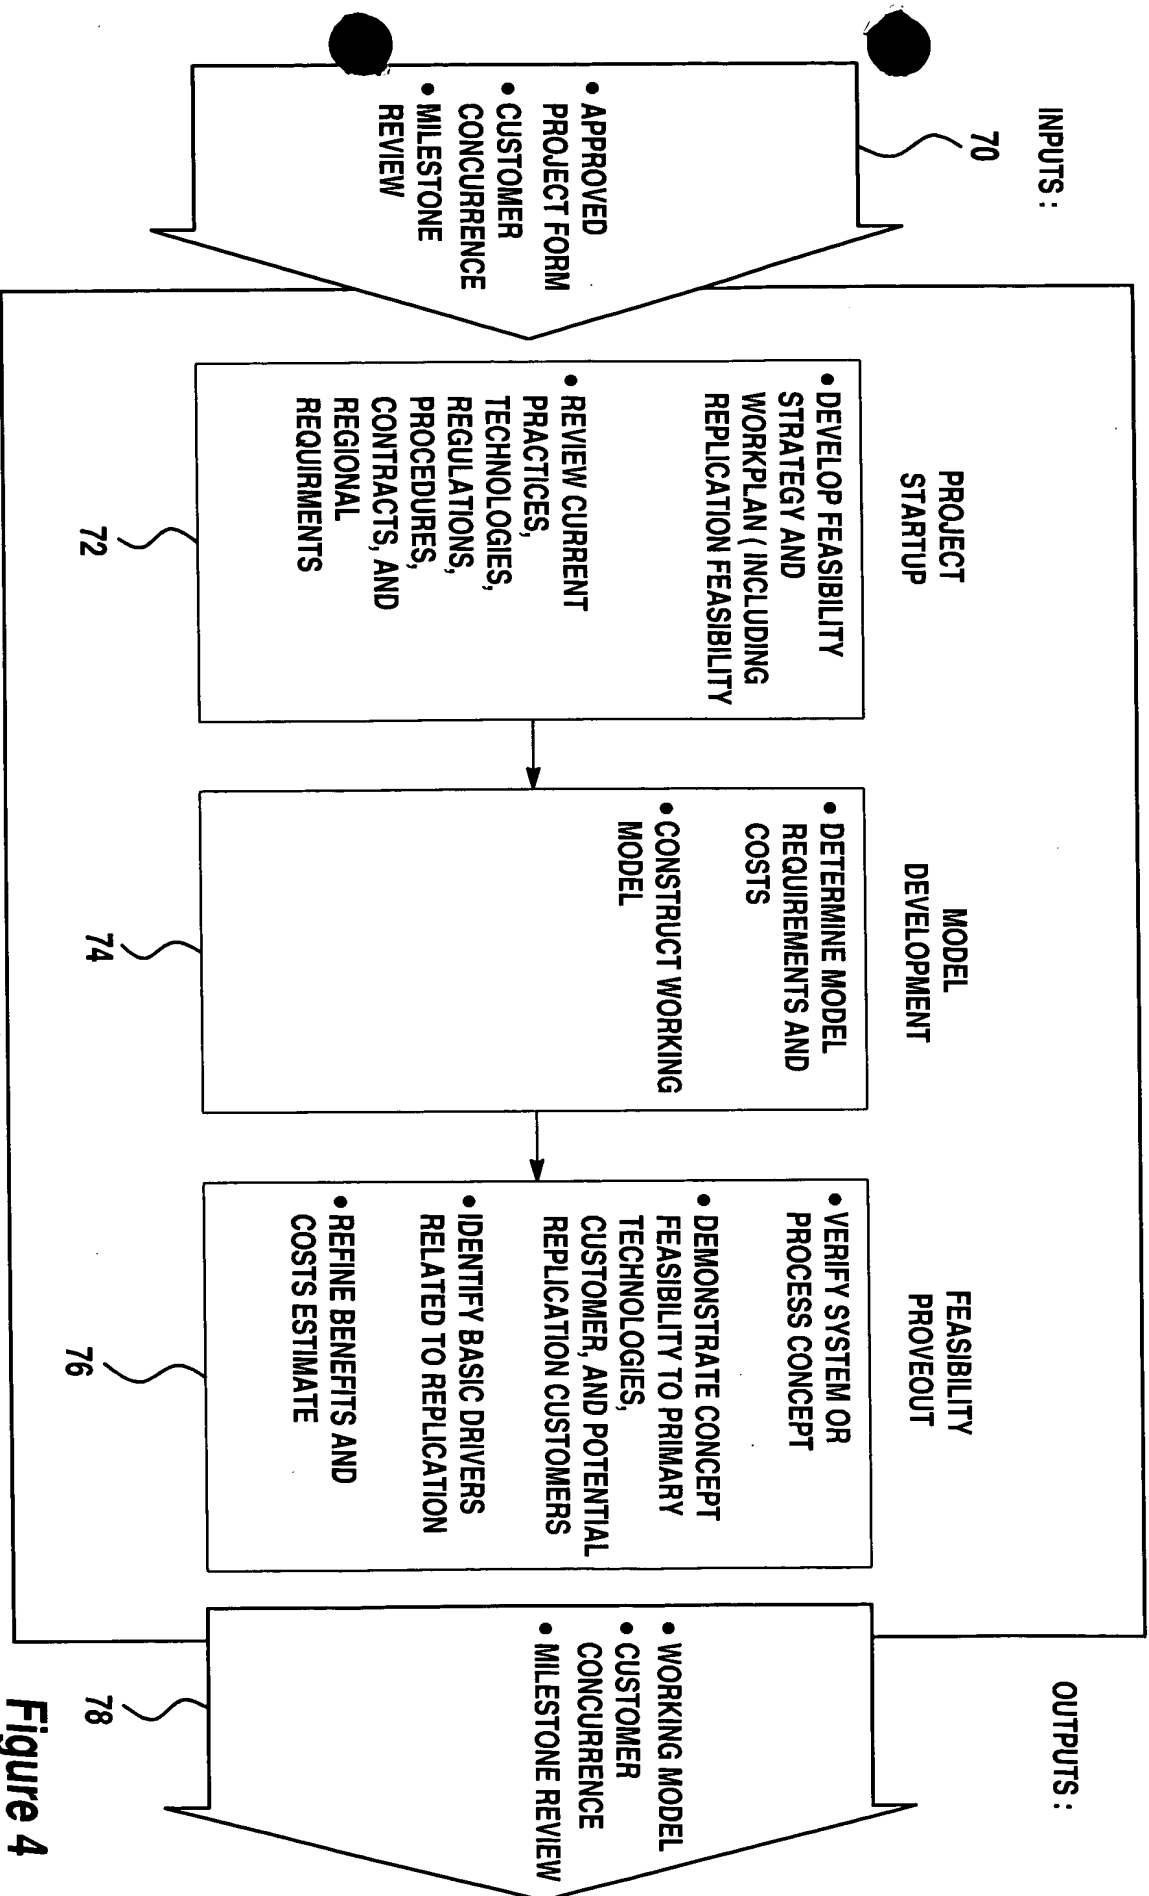 INPUTS :
70
• APPROVED
PROJECT FORM
• CUSTOMER
CONCURRENCE
• MILESTONE
REVIEW
PROJECT
STARTUP
• DEVELOP FEASIBILITY
STRATEGY AND
WORKPLAN ( INCLUDING
REPLICATION FEASIBILITY
• REVIEW CURRENT
PRACTICES,
TECHNOLOGIES,
REGULATIONS,
PROCEDURES,
CONTRACTS, AND
REGIONAL
REQUIRMENTS
72
MODEL
DEVELOPMENT
• DETERMINE MODEL
REQUIREMENTS AND
COSTS
• CONSTRUCT WORKING
MODEL
74
FEASIBILITY
PROVEOUT
• VERIFY SYSTEM OR
PROCESS CONCEPT
• DEMONSTRATE CONCEPT
FEASIBILITY TO PRIMARY
TECHNOLOGIES,
CUSTOMER, AND POTENTIAL
REPLICATION CUSTOMERS
• IDENTIFY BASIC DRIVERS
RELATED TO REPLICATION
• REFINE BENEFITS AND
COSTS ESTIMATE
76
OUTPUTS :
• WORKING MODEL
• CUSTOMER
CONCURRENCE
• MILESTONE REVIEW
78
Figure 4